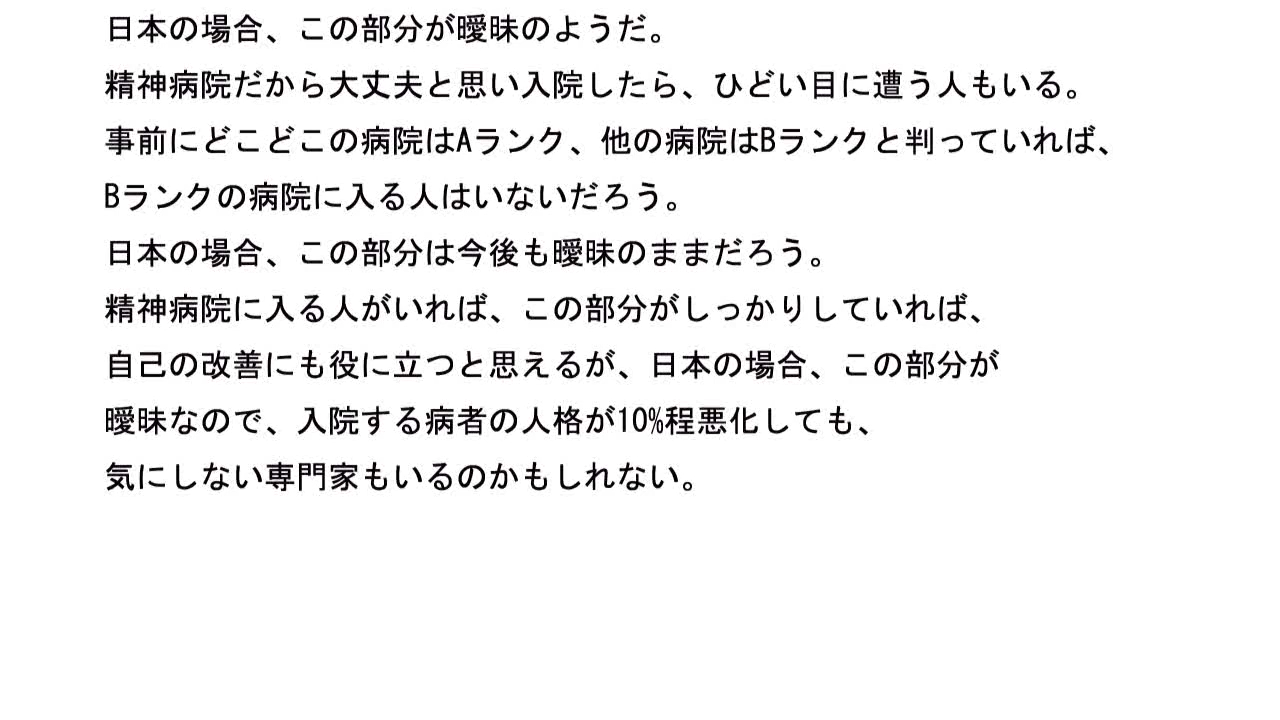 日本の場合、この部分が曖昧のようだ。
精神病院だから大丈夫と思い入院したら、ひどい目に遭う人もいる。
事前にどこどこの病院はAランク、他の病院はBランクと判っていれば、
Bランクの病院に入る人はいないだろう。
日本の場合、この部分は今後も曖昧のままだろう。
精神病院に入る人がいれば、この部分がしっかりしていれば、
自己の改善にも役に立つと思えるが、日本の場合、この部分が
曖昧なので、入院する病者の人格が10%程悪化しても、
気にしない専門家もいるのかもしれない。